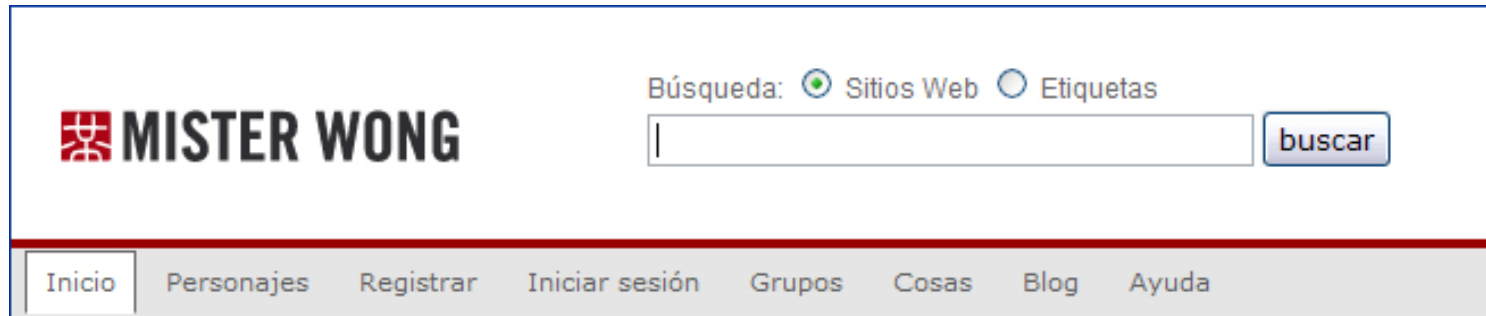 Búsqueda: Sitios Web Etiquetas
MISTER WONG
buscar
Inicio Personajes Registrar Iniciar sesión Grupos Cosas Blog Ayuda